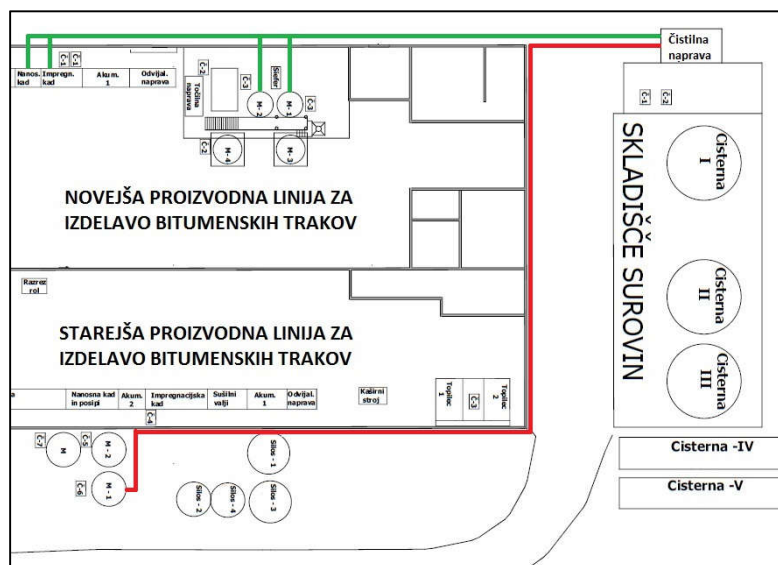 Čistilna
naprava
Nanos.
kad
Impregn.
kad
Č-1
Č-1
Akum.
1
Odvijal.
naprava
Č-2
Točilna
naprava
Č-3
Siefer
M-2
M-1
Č-3
Č-2
M-4
M-3
Č-1
Č-2
SKLADIŠČE SUROVIN
Cisterna
I
Cisterna
II
Cisterna
III
Cisterna -IV
Cisterna -V
NOVEJŠA PROIZVODNA LINIJA ZA
IZDELAVO BITUMENSKIH TRAKOV
Razrez
rol
STAREJŠA PROIZVODNA LINIJA ZA
IZDELAVO BITUMENSKIH TRAKOV
a
Nanosna kad
in posipi
Akum.
2
Impregnacijska
kad
Sušilni
valji
Akum.
1
Odvijal.
naprava
Kaširni
stroj
Topilec
1
Č-3
Topilec
2
Č-4
Č-7
M
Č-5
M - 2
Č-6
M - 1
Silos - 1
Silos - 2
Silos - 4
Silos - 3